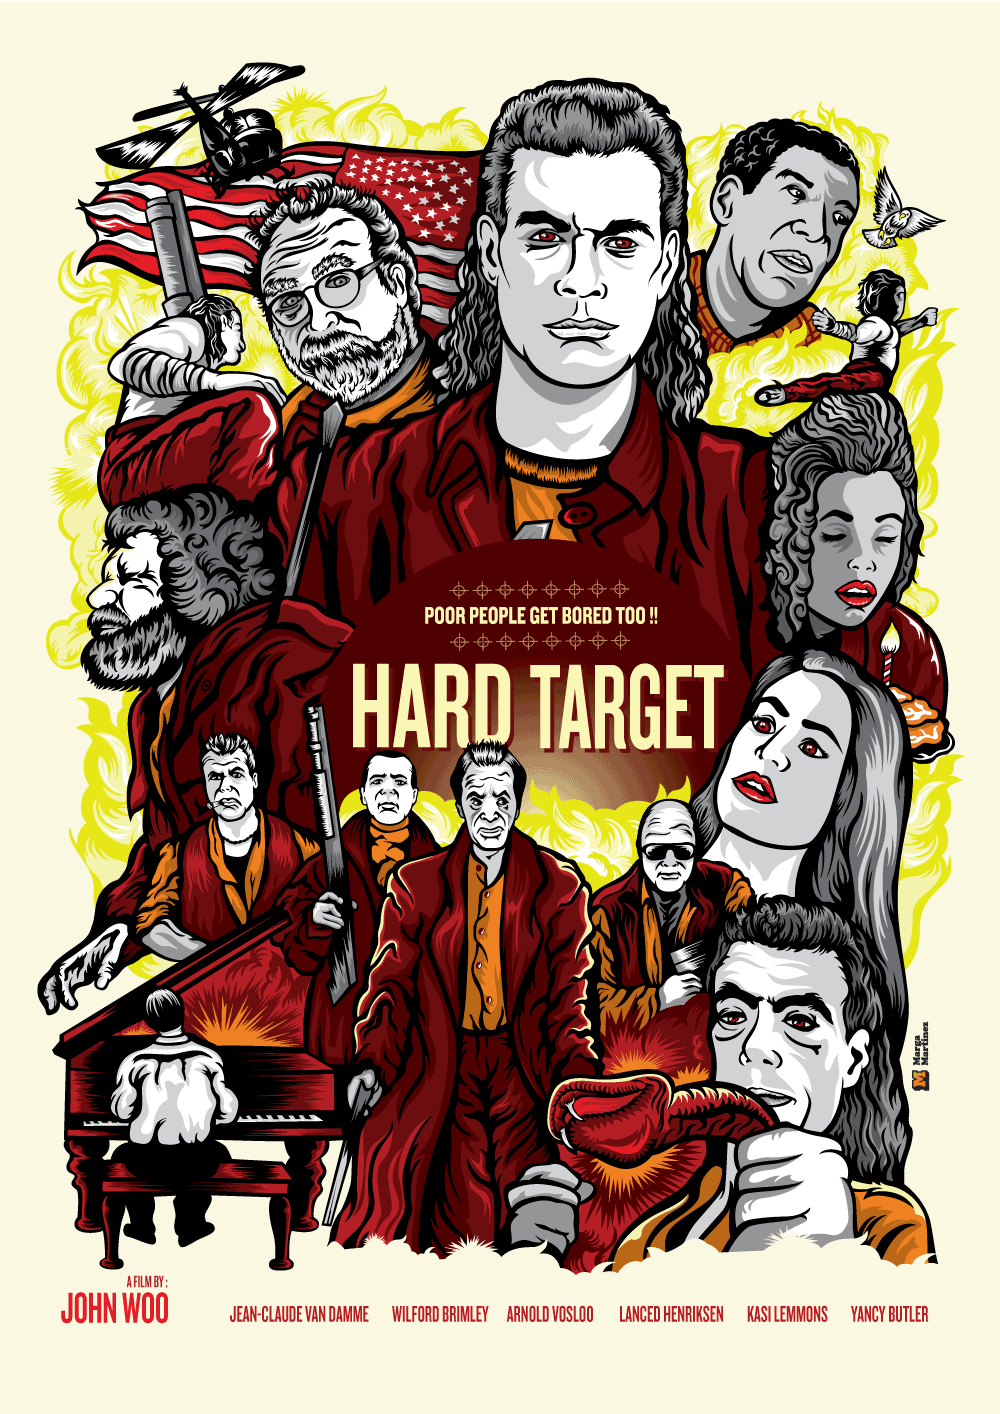 POOR PEOPLE GET BORED TOO !!
HARD TARGET
M Marga
Martínez
A FILM BY :
JOHN WOO
JEAN-CLAUDE VAN DAMME WILFORD BRIMLEY ARNOLD VOSLOO LANCED HENRIKSEN KASI LEMMONS YANCY BUTLER